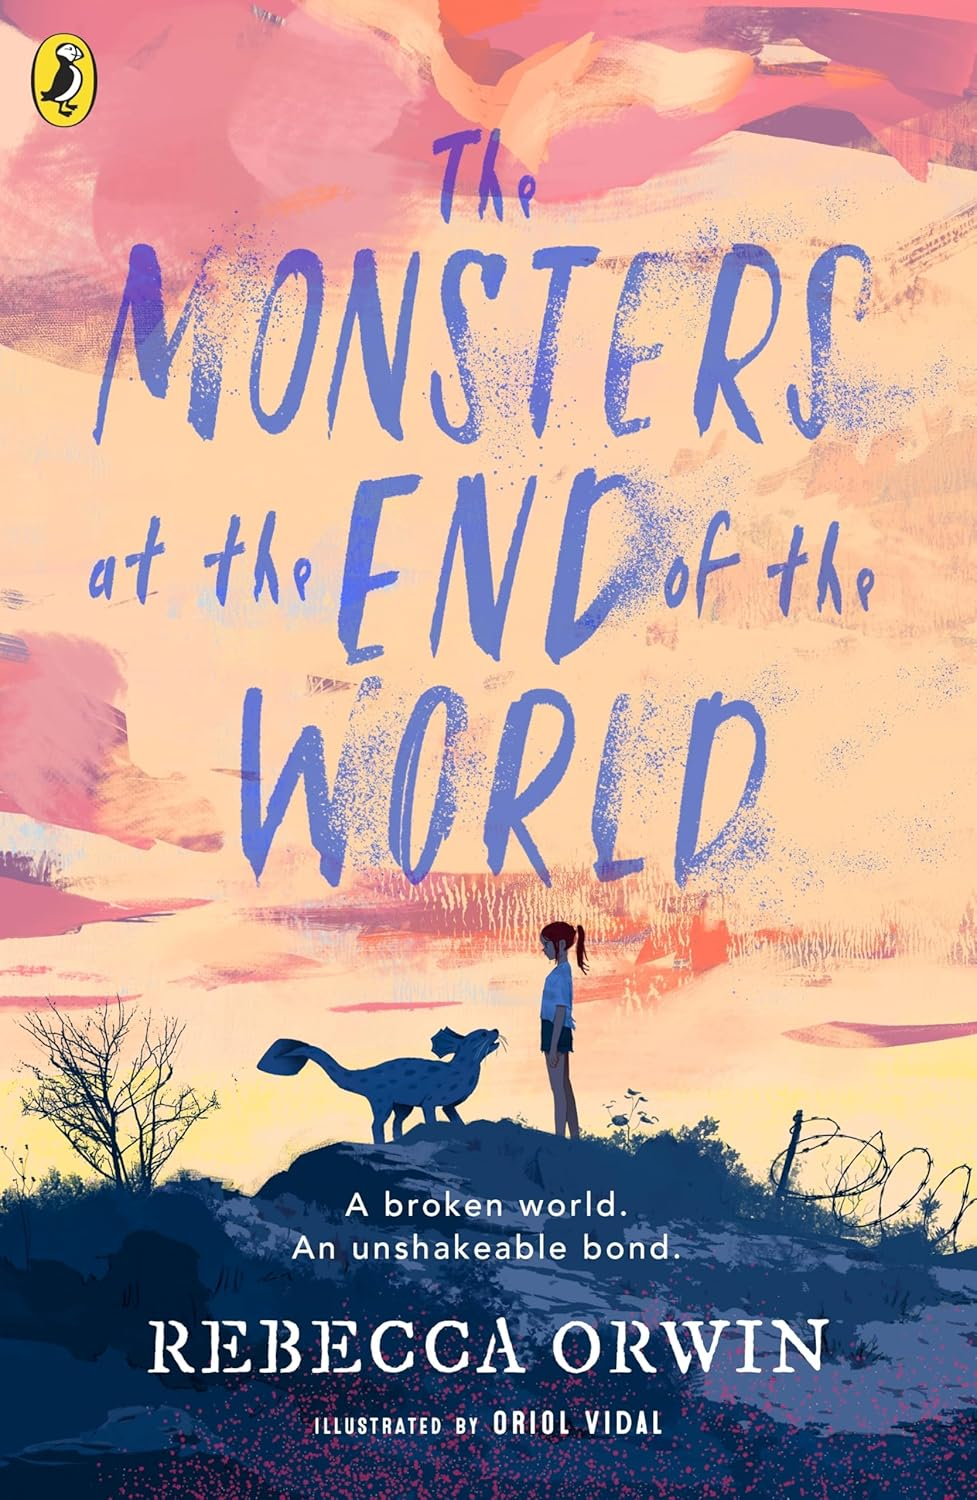 The
MONSTERS
at the END of the
WORLD
A broken world.
An unshakeable bond.
REBECCA ORWIN
ILLUSTRATED BY ORIOL VIDAL